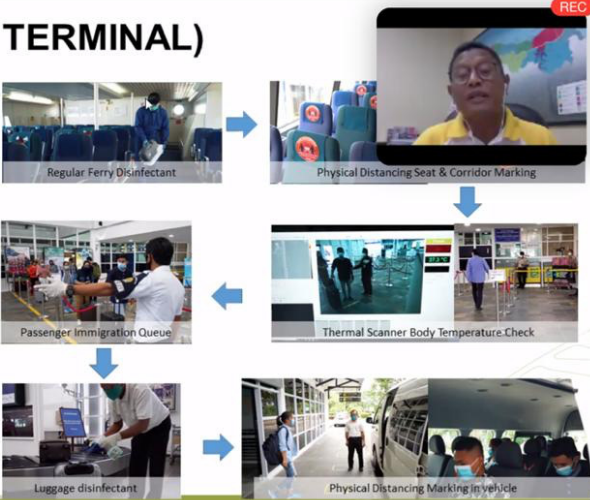 REC
TERMINAL)
Regular Ferry Disinfectant
Physical Distancing Seat & Corridor Marking
Passenger Immigration Queue
Thermal Scanner Body Temperature Check
Luggage disinfectant
Physical Distancing Marking in vehicle